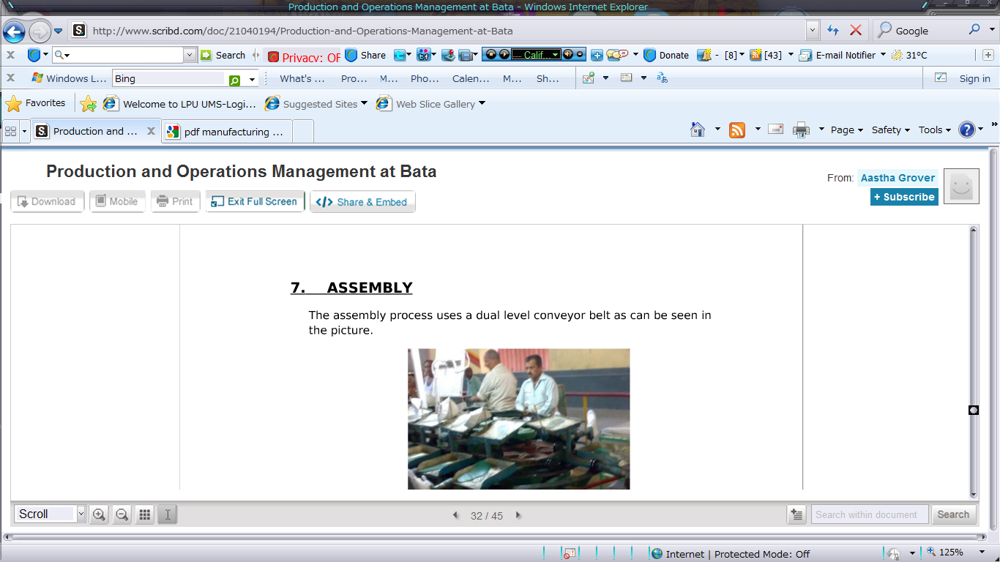 Production and Operations Management at Bata - Windows Internet Explorer
http://www.scribd.com/doc/21040194/Production-and-Operations-Management-at-Bata
Google
Search
Privacy: OF
Share
Calif...
Donate
- [8]
[43]
E-mail Notifier
31°C
Windows L...
Bing
What's ...
Pro...
M...
Pho...
Calen...
M...
Sh...
Sign in
Favorites
Welcome to LPU UMS-Logi...
Suggested Sites
Web Slice Gallery
Production and ...
pdf manufacturing ...
Page
Safety
Tools
Production and Operations Management at Bata
From: Aastha Grover
+ Subscribe
Download
Mobile
Print
Exit Full Screen
Share & Embed
7. ASSEMBLY
The assembly process uses a dual level conveyor belt as can be seen in
the picture.
Scroll
32 / 45
Search within document
Search
Internet | Protected Mode: Off
125%